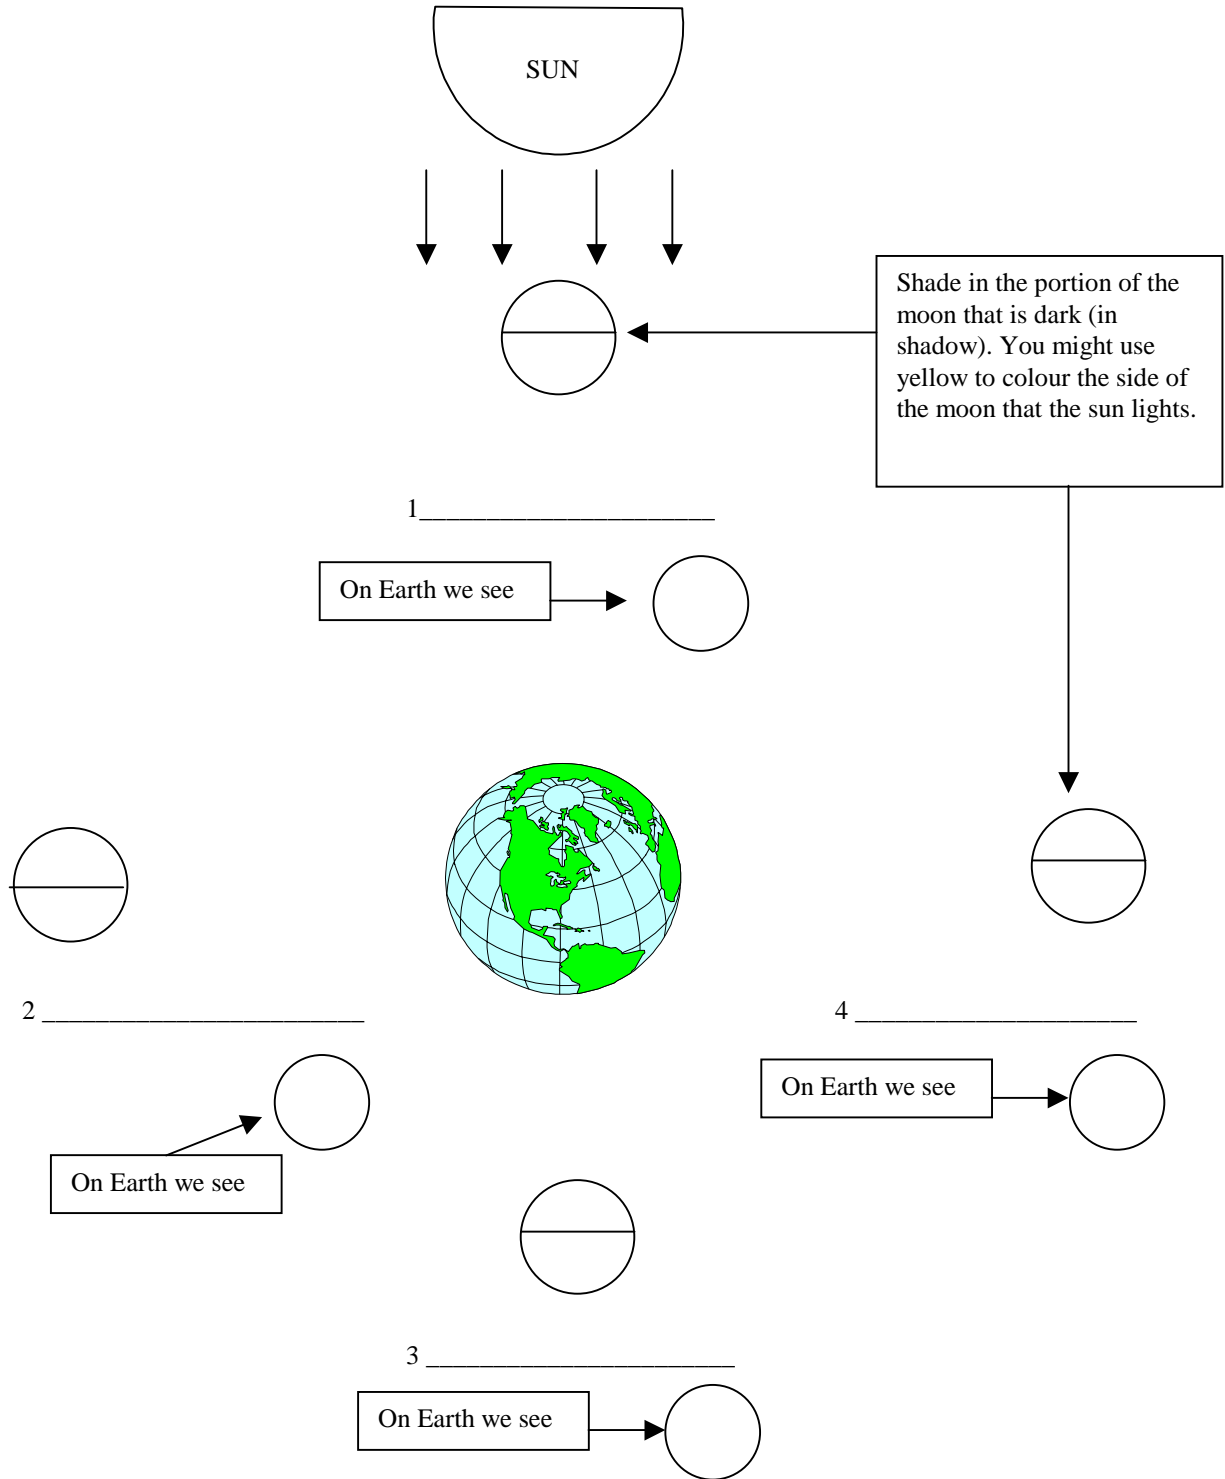 SUN
Shade in the portion of the
moon that is dark (in
shadow). You might use
yellow to colour the side of
the moon that the sun lights.
1______________________
On Earth we see
2 ________________________
4 _____________________
On Earth we see
On Earth we see
3 _______________________
On Earth we see